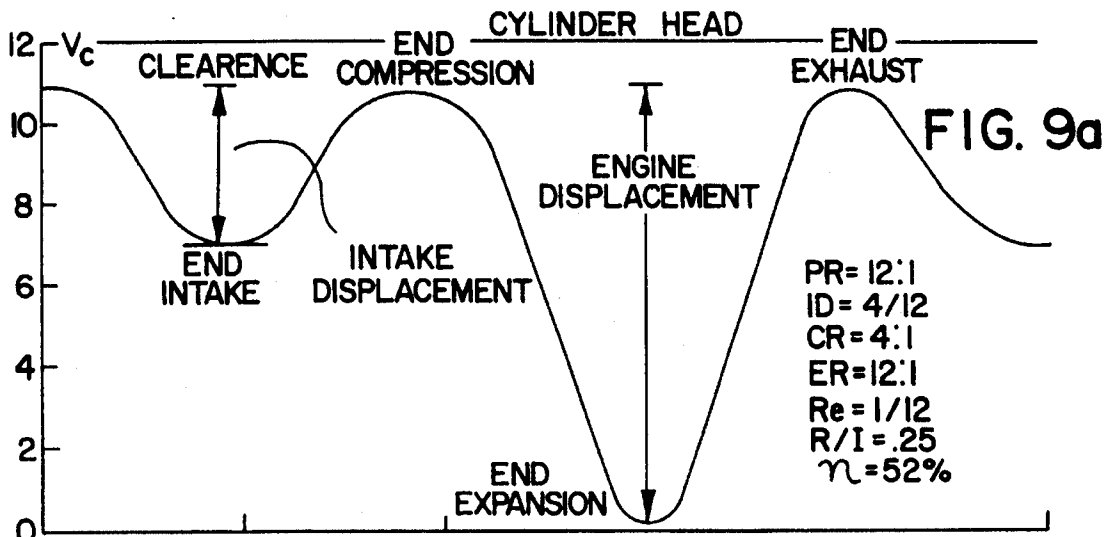 CYLINDER HEAD
12
Vc
CLEARENCE
END
COMPRESSION
END
EXHAUST
FIG. 9a
10
8
6
4
2
0
ENGINE
DISPLACEMENT
END
INTAKE
INTAKE
DISPLACEMENT
END
EXPANSION
PR=12:1
ID=4/12
CR=4:1
ER=12:1
Re=1/12
R/I=.25
η=52%